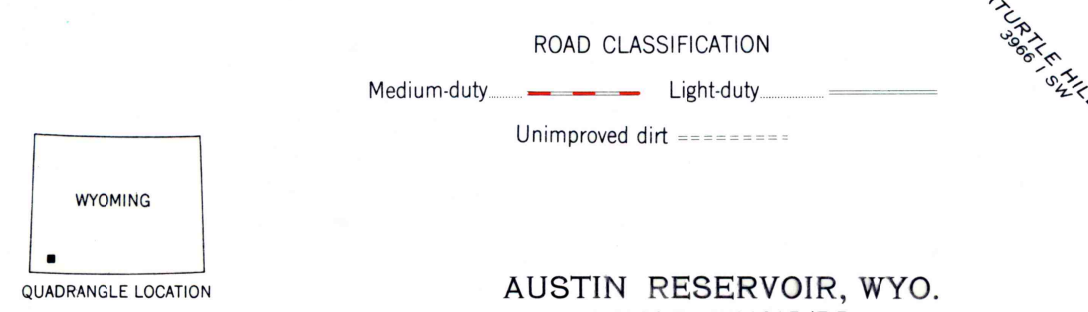 ROAD CLASSIFICATION
Medium-duty Light-duty
Unimproved dirt
(TURTLE HILL
3966 I SW
WYOMING
QUADRANGLE LOCATION
AUSTIN RESERVOIR, WYO.